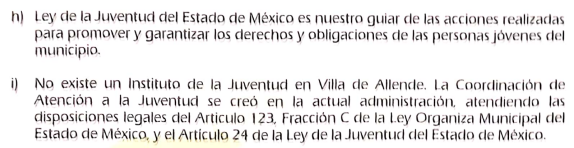 h) Ley de la Juventud del Estado de México es nuestro guiar de las acciones realizadas
para promover y garantizar los derechos y obligaciones de las personas jóvenes del
municipio.
i) No existe un Instituto de la Juventud en Villa de Allende. La Coordinación de
Atención a la Juventud se creó en la actual administración, atendiendo las
disposiciones legales del Articulo 123, Fracción C de la Ley Organiza Municipal del
Estado de México, y el Artículo 24 de la Ley de la Juventud del Estado de México.